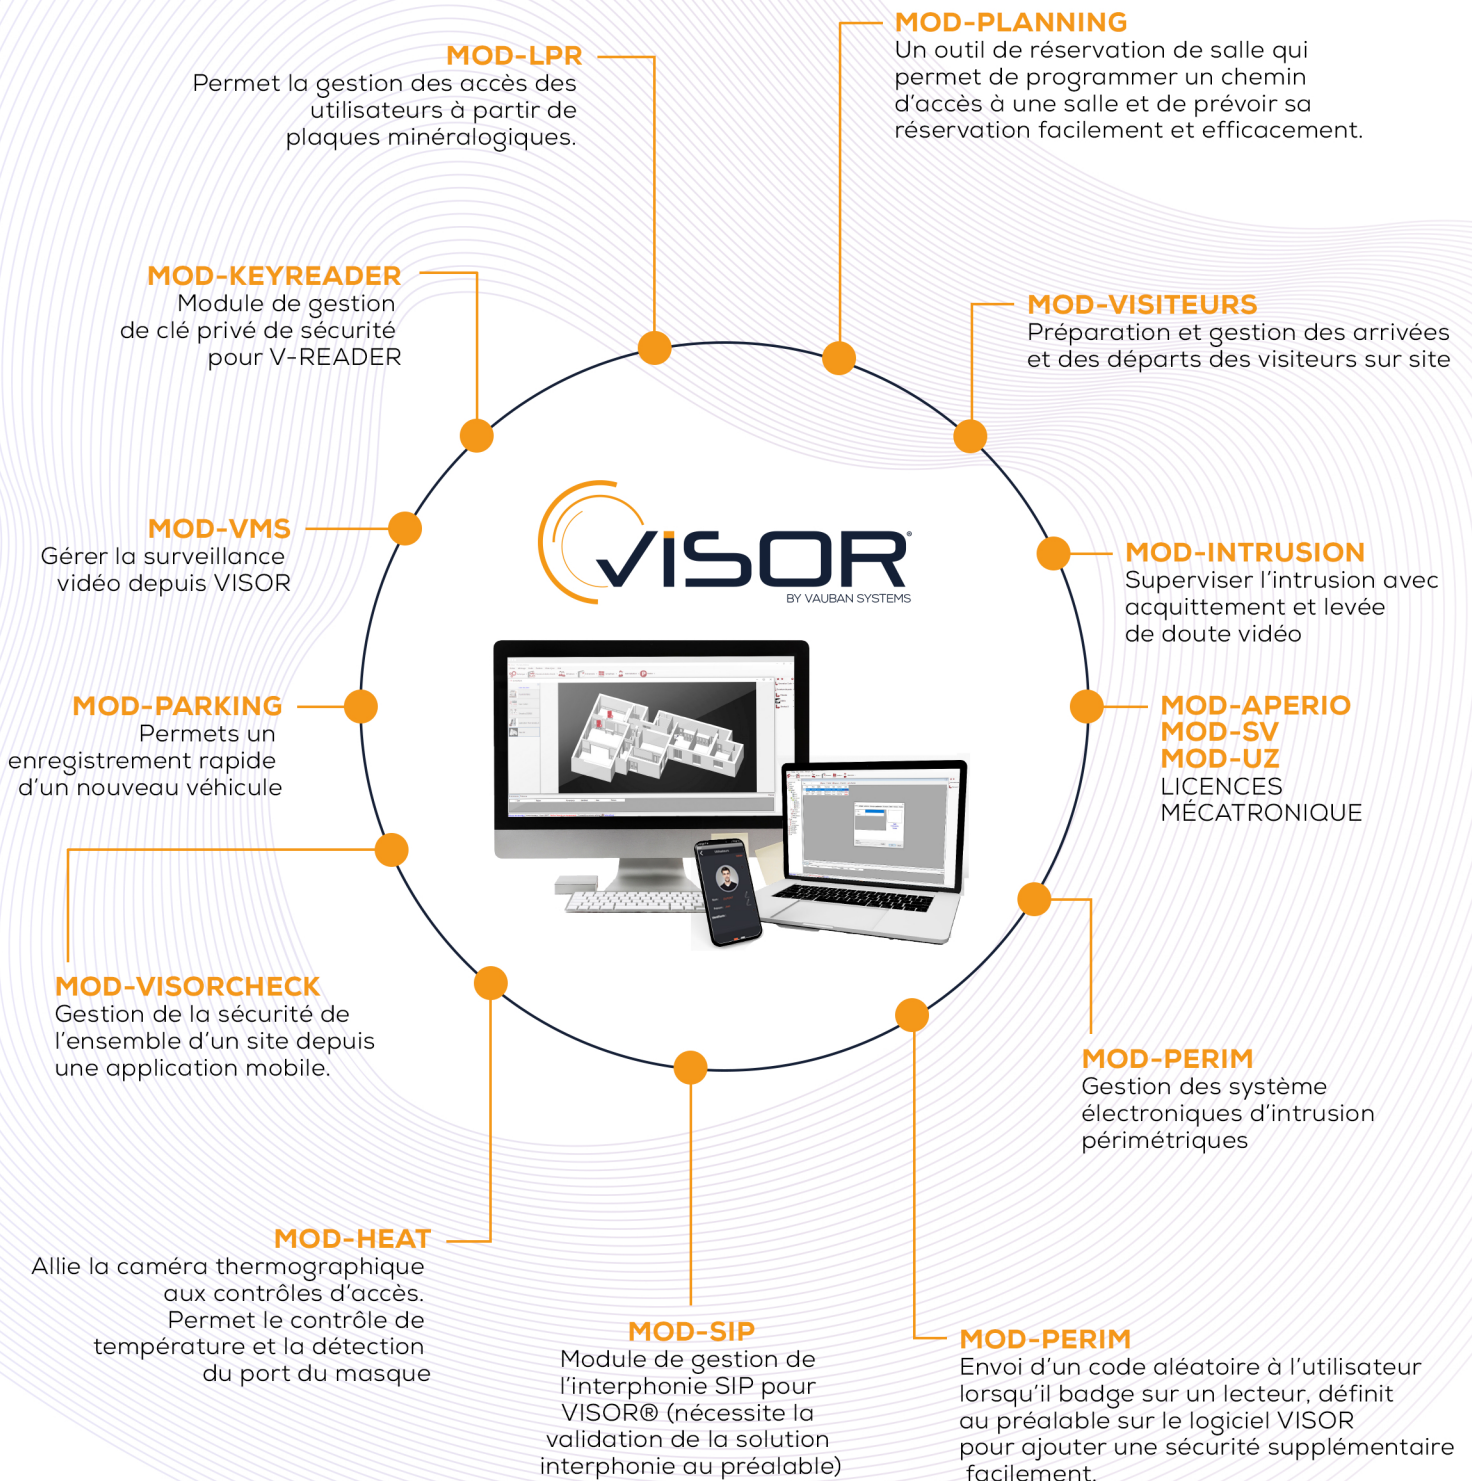 MOD-PLANNING
Un outil de réservation de salle qui
permet de programmer un chemin
d'accès à une salle et de prévoir sa
réservation facilement et efficacement.
MOD-LPR
Permet la gestion des accès des
utilisateurs à partir de
plaques minéralogiques.
MOD-KEYREADER
Module de gestion
de clé privé de sécurité
pour V-READER
MOD-VISITEURS
Préparation et gestion des arrivées
et des départs des visiteurs sur site
MOD-VMS
Gérer la surveillance
vidéo depuis VISOR
VISOR®
BY VAUBAN SYSTEMS
MOD-INTRUSION
Superviser l'intrusion avec
acquittement et levée
de doute vidéo
MOD-PARKING
Permets un
enregistrement rapide
d'un nouveau véhicule
MOD-APERIO
MOD-SV
MOD-UZ
LICENCES
MÉCATRONIQUE
MOD-VISORCHECK
Gestion de la sécurité de
l'ensemble d'un site depuis
une application mobile.
MOD-PERIM
Gestion des système
électroniques d'intrusion
périmétriques
MOD-HEAT
Allie la caméra thermographique
aux contrôles d'accès.
Permet le contrôle de
température et la détection
du port du masque
MOD-SIP
Module de gestion de
l'interphonie SIP pour
VISOR® (nécessite la
validation de la solution
interphonie au préalable)
MOD-PERIM
Envoi d'un code aléatoire à l'utilisateur
lorsqu'il badge sur un lecteur, définit
au préalable sur le logiciel VISOR
pour ajouter une sécurité supplémentaire
facilement.